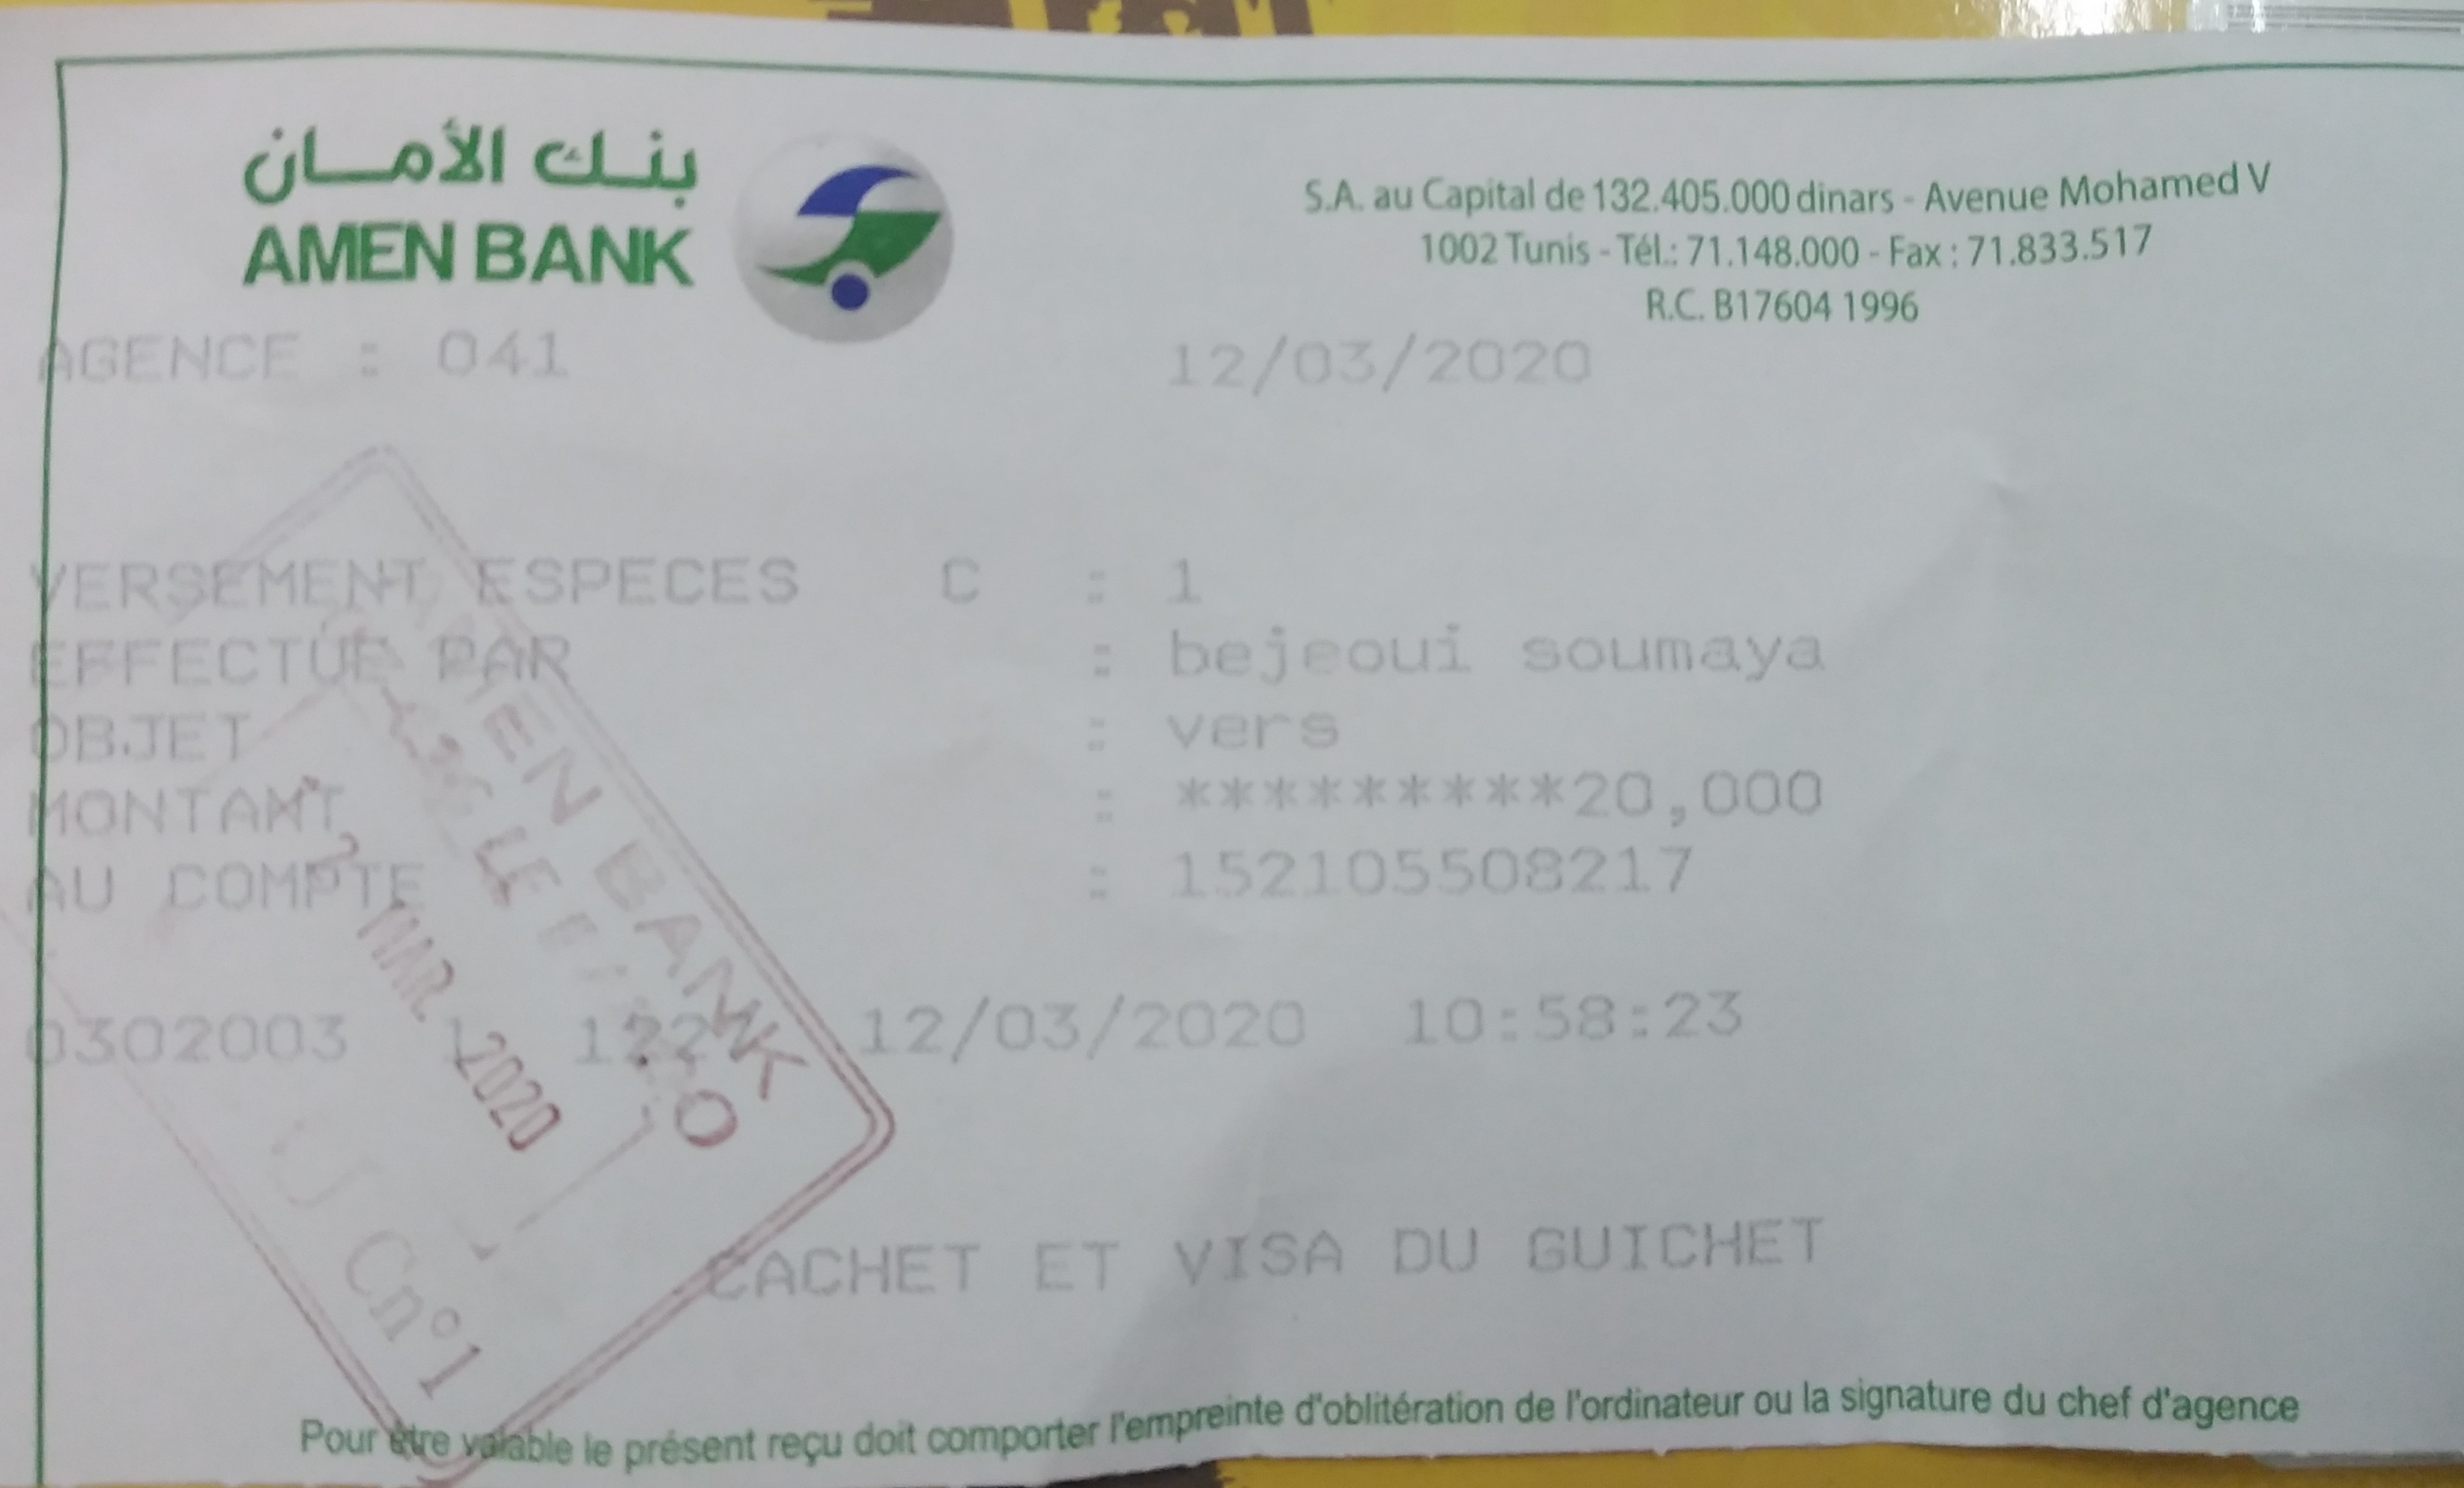 بنك الأمان
AMEN BANK
S.A. au Capital de 132.405.000 dinars - Avenue Mohamed V
1002 Tunis - Tél.: 71.148.000 - Fax : 71.833.517
R.C. B17604 1996
AGENCE : 041 12/03/2020
VERSEMENT ESPECES C : 1
EFFECTUE PAR : bejeoui soumaya
OBJET : vers
MONTANT : *********20,000
AU COMPTE : 152105508217
0302003 12/03/2020 10:58:23
AMEN BANK
MAR 2020
Cn°1
CACHET ET VISA DU GUICHET
Pour être valable le présent reçu doit comporter l'empreinte d'oblitération de l'ordinateur ou la signature du chef d'agence